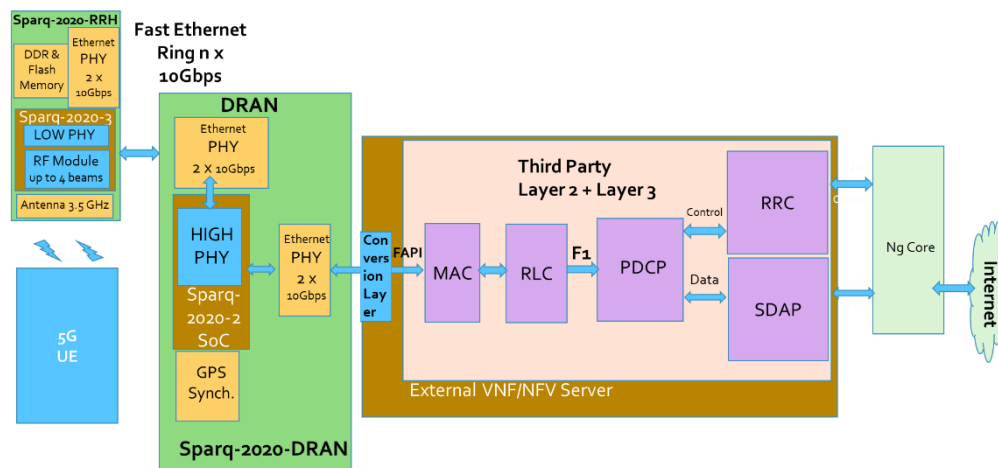 Sparq-2020-RRH
DDR &
Flash
Memory
Ethernet
PHY
2 x
10Gbps
Sparq-2020-3
LOW PHY
RF Module
up to 4 beams
Antenna 3.5 GHz
5G
UE
Fast Ethernet
Ring n x
10Gbps
DRAN
Ethernet
PHY
2 x 10Gbps
HIGH
PHY
Sparq-
2020-2
SoC
Ethernet
PHY
2 x
10Gbps
GPS
Synch.
Sparq-2020-DRAN
Con
version
Lay
er
FAPI
Third Party
Layer 2 + Layer 3
MAC
RLC
F1
PDCP
Control
Data
RRC
SDAP
External VNF/NFV Server
Ng Core
Internet